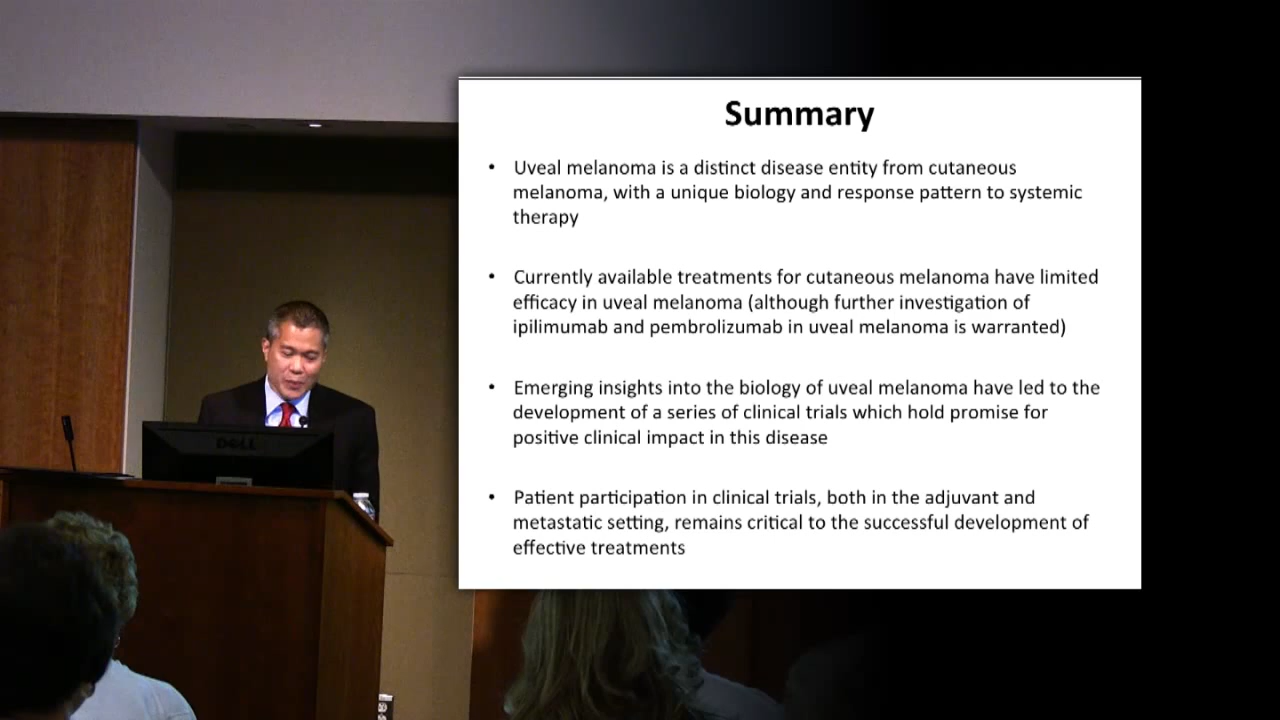 Summary
• Uveal melanoma is a distinct disease entity from cutaneous
melanoma, with a unique biology and response pattern to systemic
therapy
• Currently available treatments for cutaneous melanoma have limited
efficacy in uveal melanoma (although further investigation of
ipilimumab and pembrolizumab in uveal melanoma is warranted)
• Emerging insights into the biology of uveal melanoma have led to the
development of a series of clinical trials which hold promise for
positive clinical impact in this disease
• Patient participation in clinical trials, both in the adjuvant and
metastatic setting, remains critical to the successful development of
effective treatments
DELL